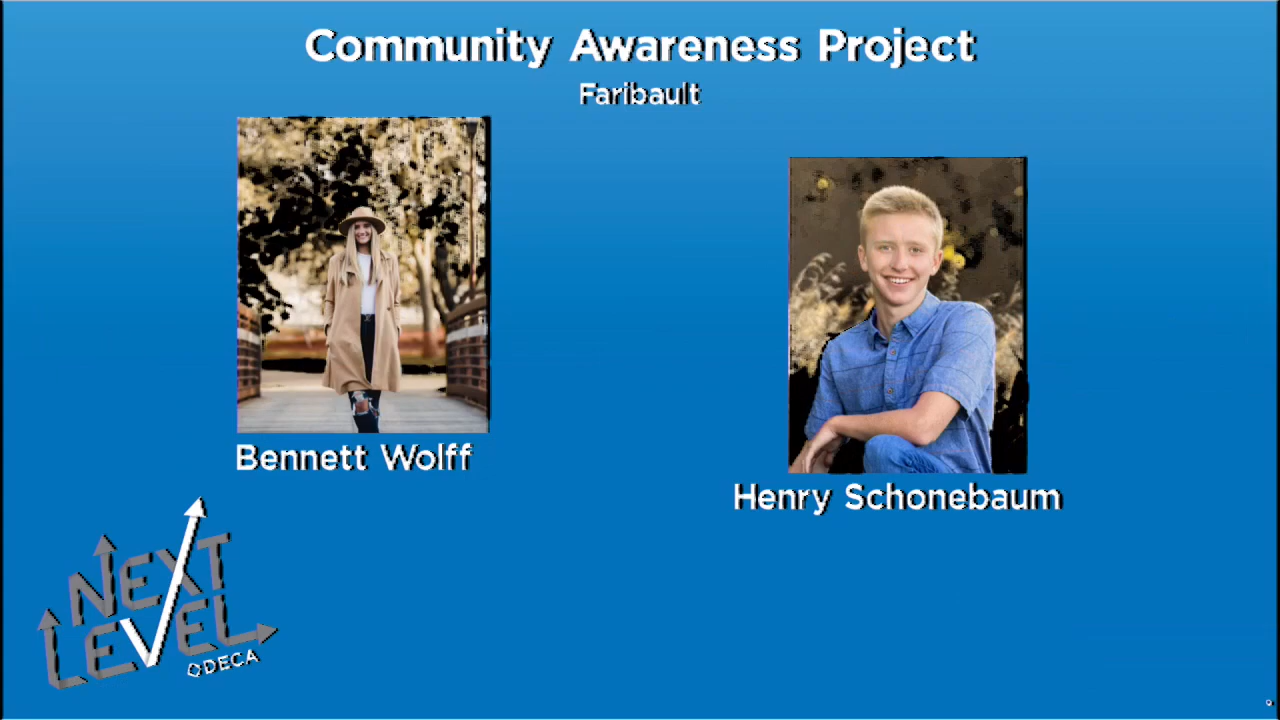 Community Awareness Project
Faribault
Bennett Wolff
Henry Schonebaum
NEXT
LEVEL
DECA